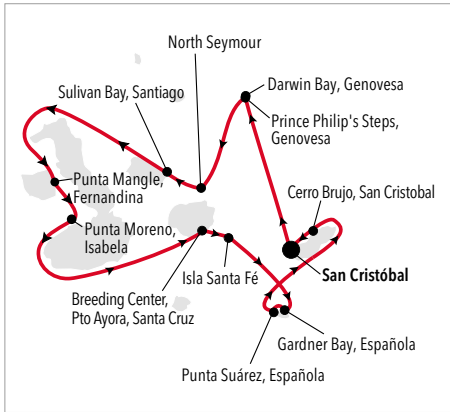 North Seymour
Sulivan Bay, Santiago
Darwin Bay, Genovesa
Prince Philip's Steps,
Genovesa
Punta Mangle,
Fernandina
Cerro Brujo, San Cristobal
Punta Moreno,
Isabela
San Cristóbal
Isla Santa Fé
Breeding Center,
Pto Ayora, Santa Cruz
Gardner Bay, Española
Punta Suárez, Española